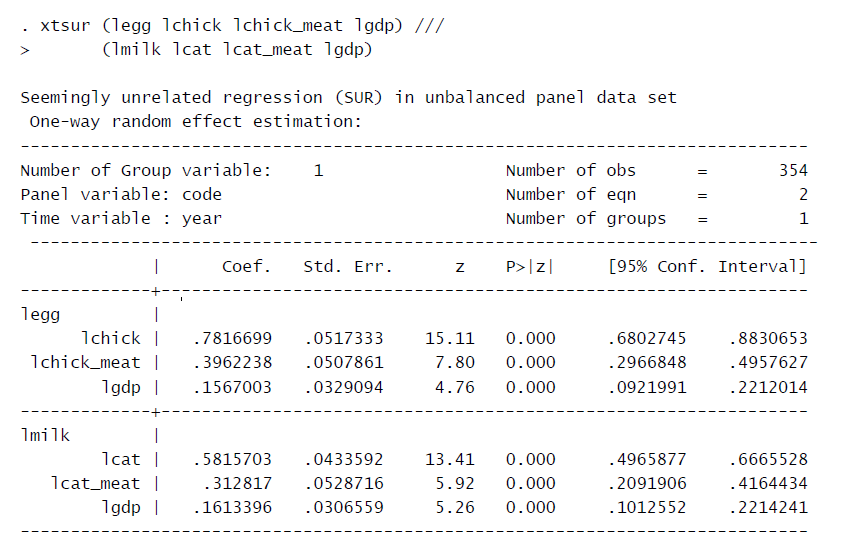 . xtsur (legg lchick lchick_meat lgdp) ///
>       (lmilk lcat lcat_meat lgdp)

Seemingly unrelated regression (SUR) in unbalanced panel data set
 One-way random effect estimation:
------------------------------------------------------------------------------
Number of Group variable:    1                  Number of obs      =       354
Panel variable: code                            Number of eqn      =         2
Time variable : year                            Number of groups   =         1
 ------------------------------------------------------------------------------
             |      Coef.   Std. Err.      z    P>|z|     [95% Conf. Interval]
-------------+----------------------------------------------------------------
legg         |
      lchick |   .7816699   .0517333    15.11   0.000     .6802745    .8830653
 lchick_meat |   .3962238   .0507861     7.80   0.000     .2966848    .4957627
        lgdp |   .1567003   .0329094     4.76   0.000     .0921991    .2212014
-------------+----------------------------------------------------------------
lmilk        |
        lcat |   .5815703   .0433592    13.41   0.000     .4965877    .6665528
   lcat_meat |    .312817   .0528716     5.92   0.000     .2091906    .4164434
        lgdp |   .1613396   .0306559     5.26   0.000     .1012552    .2214241
------------------------------------------------------------------------------